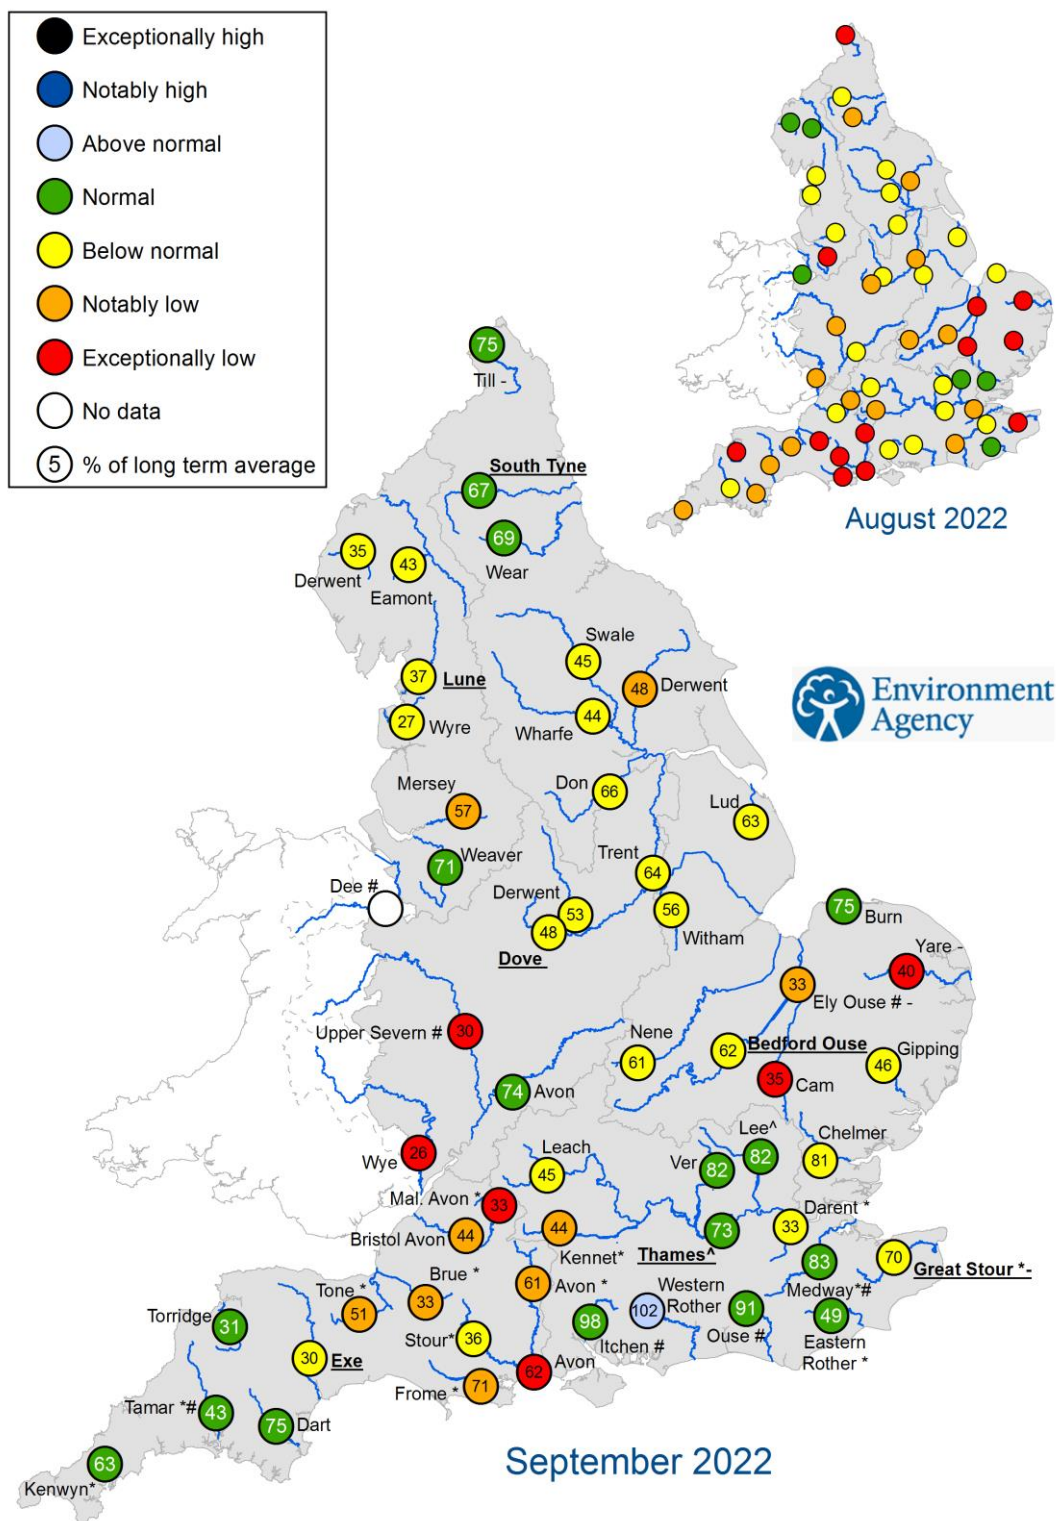 Exceptionally high
Notably high
Above normal
Normal
Below normal
Notably low
Exceptionally low
No data
5 % of long term average
August 2022
75
Till -
South Tyne
67
69
Wear
35
Derwent
43
Eamont
Swale
45
37
Lune
48
Derwent
27
Wyre
44
Wharfe
Environment
Agency
Mersey
57
Don
66
Lud
63
71
Weaver
Trent
64
Dee #
Derwent
53
48
Dove
56
Witham
75
Burn
Yare -
40
33
Ely Ouse # -
Upper Severn #
30
Nene
61
62
Bedford Ouse
Gipping
46
35
Cam
74
Avon
Lee^
82
Chelmer
81
Wye
26
Leach
45
Ver
82
Mal. Avon *
33
Darent *
33
Bristol Avon
44
44
Kennet*
73
Thames^
70
Great Stour *-
83
Medway*#
Brue *
33
Tone *
51
61
Avon *
Western
Rother
102
91
Ouse #
49
Eastern
Rother *
98
Itchen #
Torridge
31
Stour*
36
30
Exe
62
Avon
Frome *
71
Tamar *#
43
75
Dart
63
Kenwyn*
September 2022